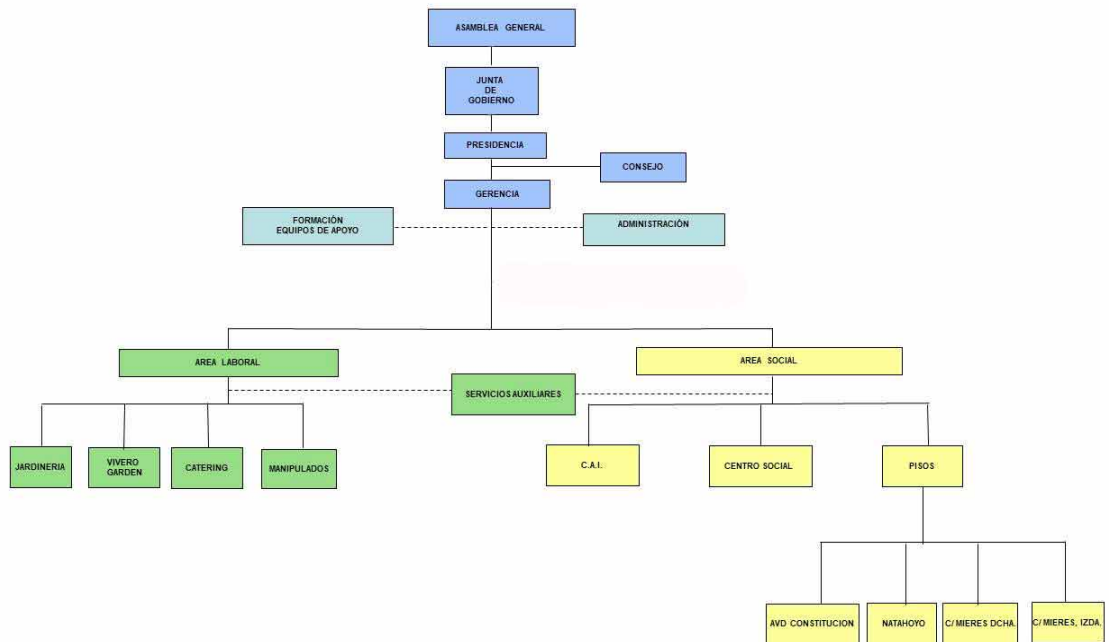 ASAMBLEA GENERAL
JUNTA
DE
GOBIERNO
PRESIDENCIA
CONSEJO
GERENCIA
FORMACIÓN
EQUIPOS DE APOYO
ADMINISTRACIÓN
AREA LABORAL
AREA SOCIAL
SERVICIOS AUXILIARES
JARDINERIA
VIVERO
GARDEN
CATERING
MANIPULADOS
C.A.I.
CENTRO SOCIAL
PISOS
AVD CONSTITUCION
NATAHOYO
C/ MIERES DCHA.
C/ MIERES, IZDA.